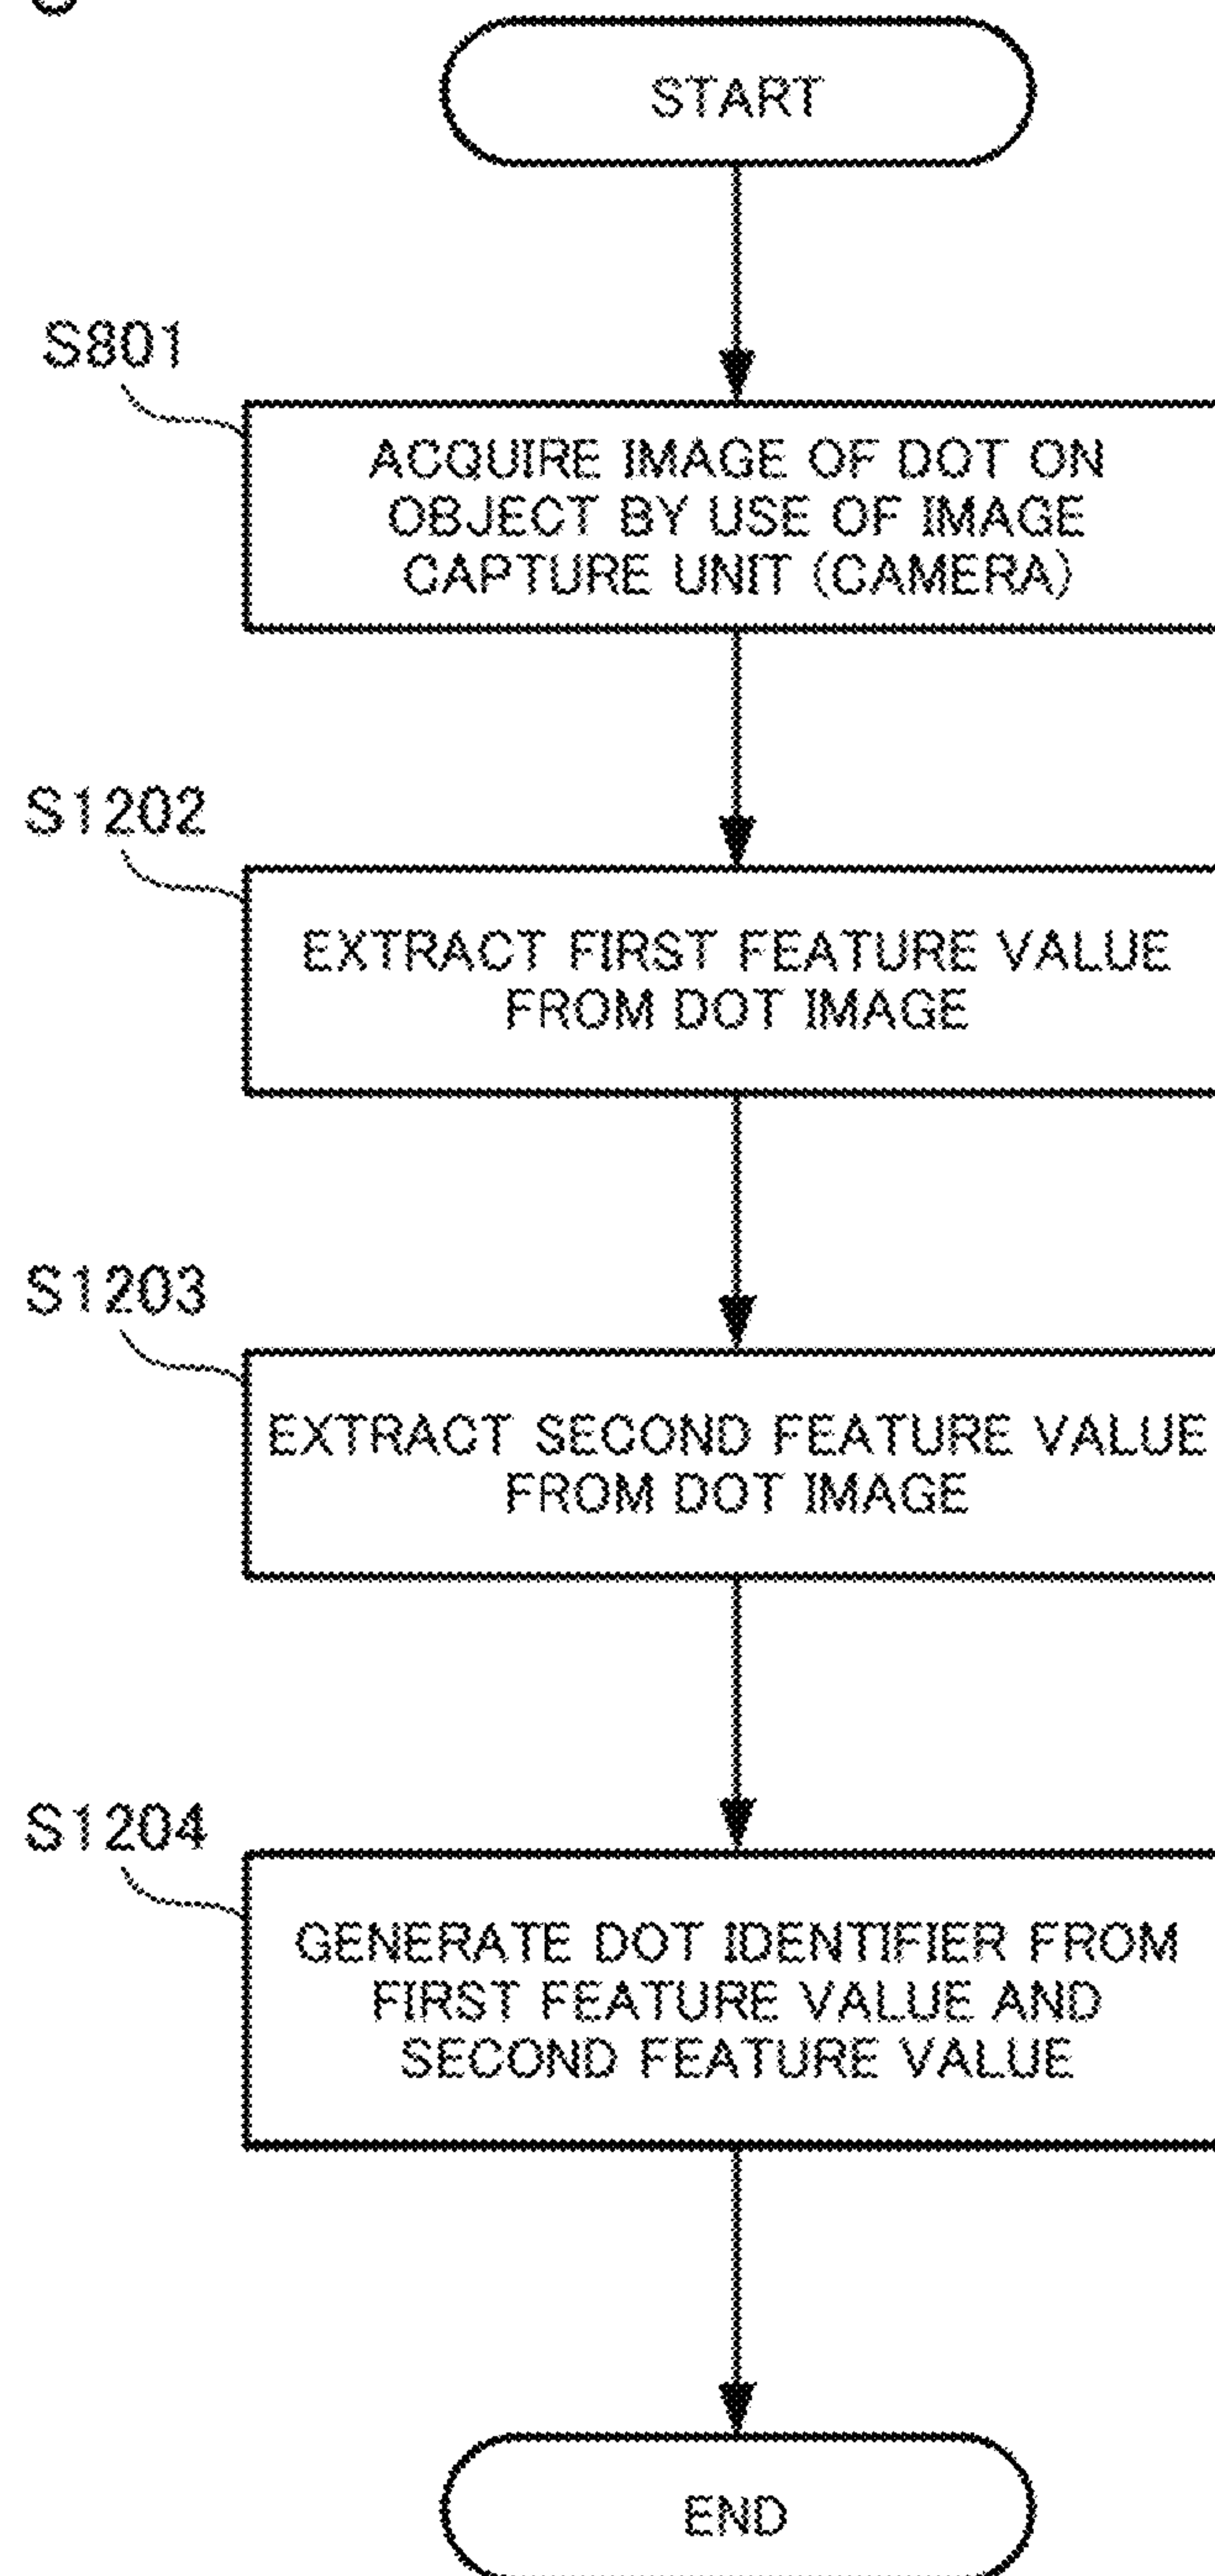 START
S801
ACQUIRE IMAGE OF DOT ON
OBJECT BY USE OF IMAGE
CAPTURE UNIT (CAMERA)
S1202
EXTRACT FIRST FEATURE VALUE
FROM DOT IMAGE
S1203
EXTRACT SECOND FEATURE VALUE
FROM DOT IMAGE
S1204
GENERATE DOT IDENTIFIER FROM
FIRST FEATURE VALUE AND
SECOND FEATURE VALUE
END